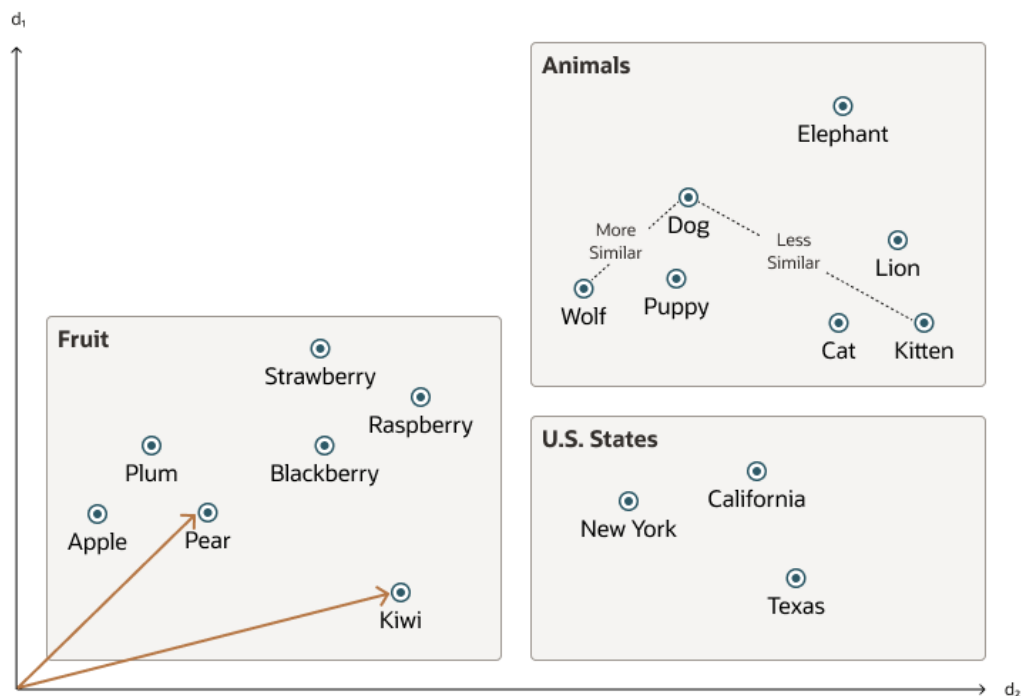 d₁
Animals
Elephant
Dog
More
Similar
Less
Similar
Lion
Wolf
Puppy
Cat
Kitten
Fruit
Strawberry
Raspberry
Plum
Blackberry
Apple
Pear
Kiwi
U.S. States
California
New York
Texas
d₂